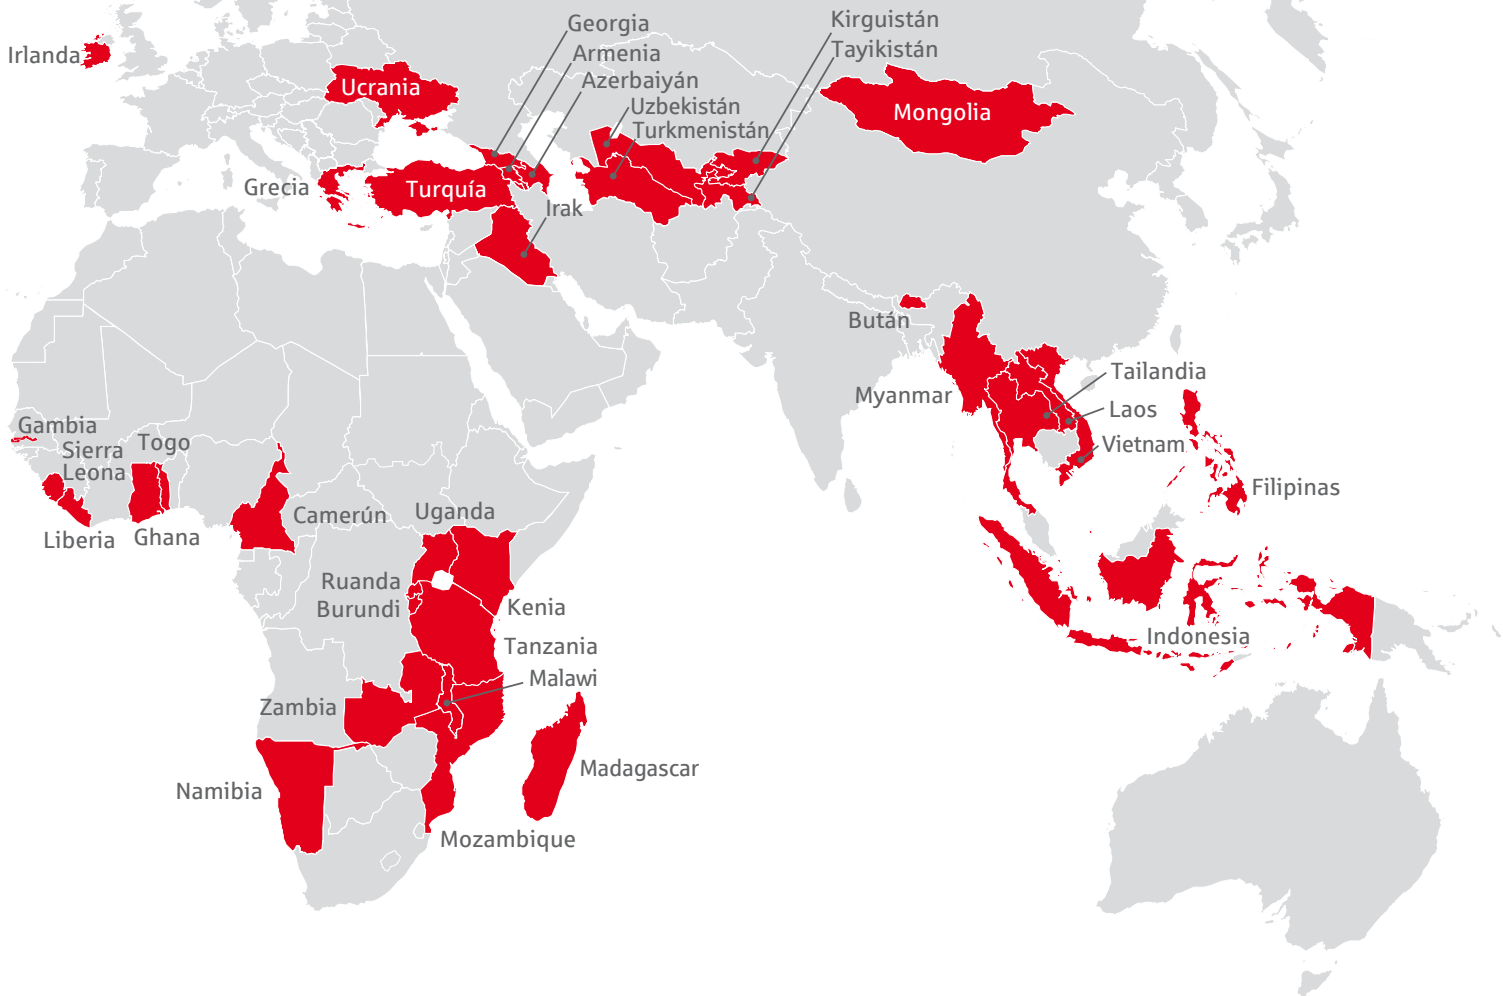 Georgia
Kirguistán
Irlanda
Armenia
Tayikistán
Ucrania
Azerbaiyán
Uzbekistán
Mongolia
Turkmenistán
Grecia
Turquía
Irak
Bután
Tailandia
Myanmar
Laos
Gambia
Sierra
Leona
Togo
Vietnam
Filipinas
Camerún
Uganda
Liberia
Ghana
Ruanda
Burundi
Kenia
Indonesia
Tanzania
Malawi
Zambia
Madagascar
Namibia
Mozambique